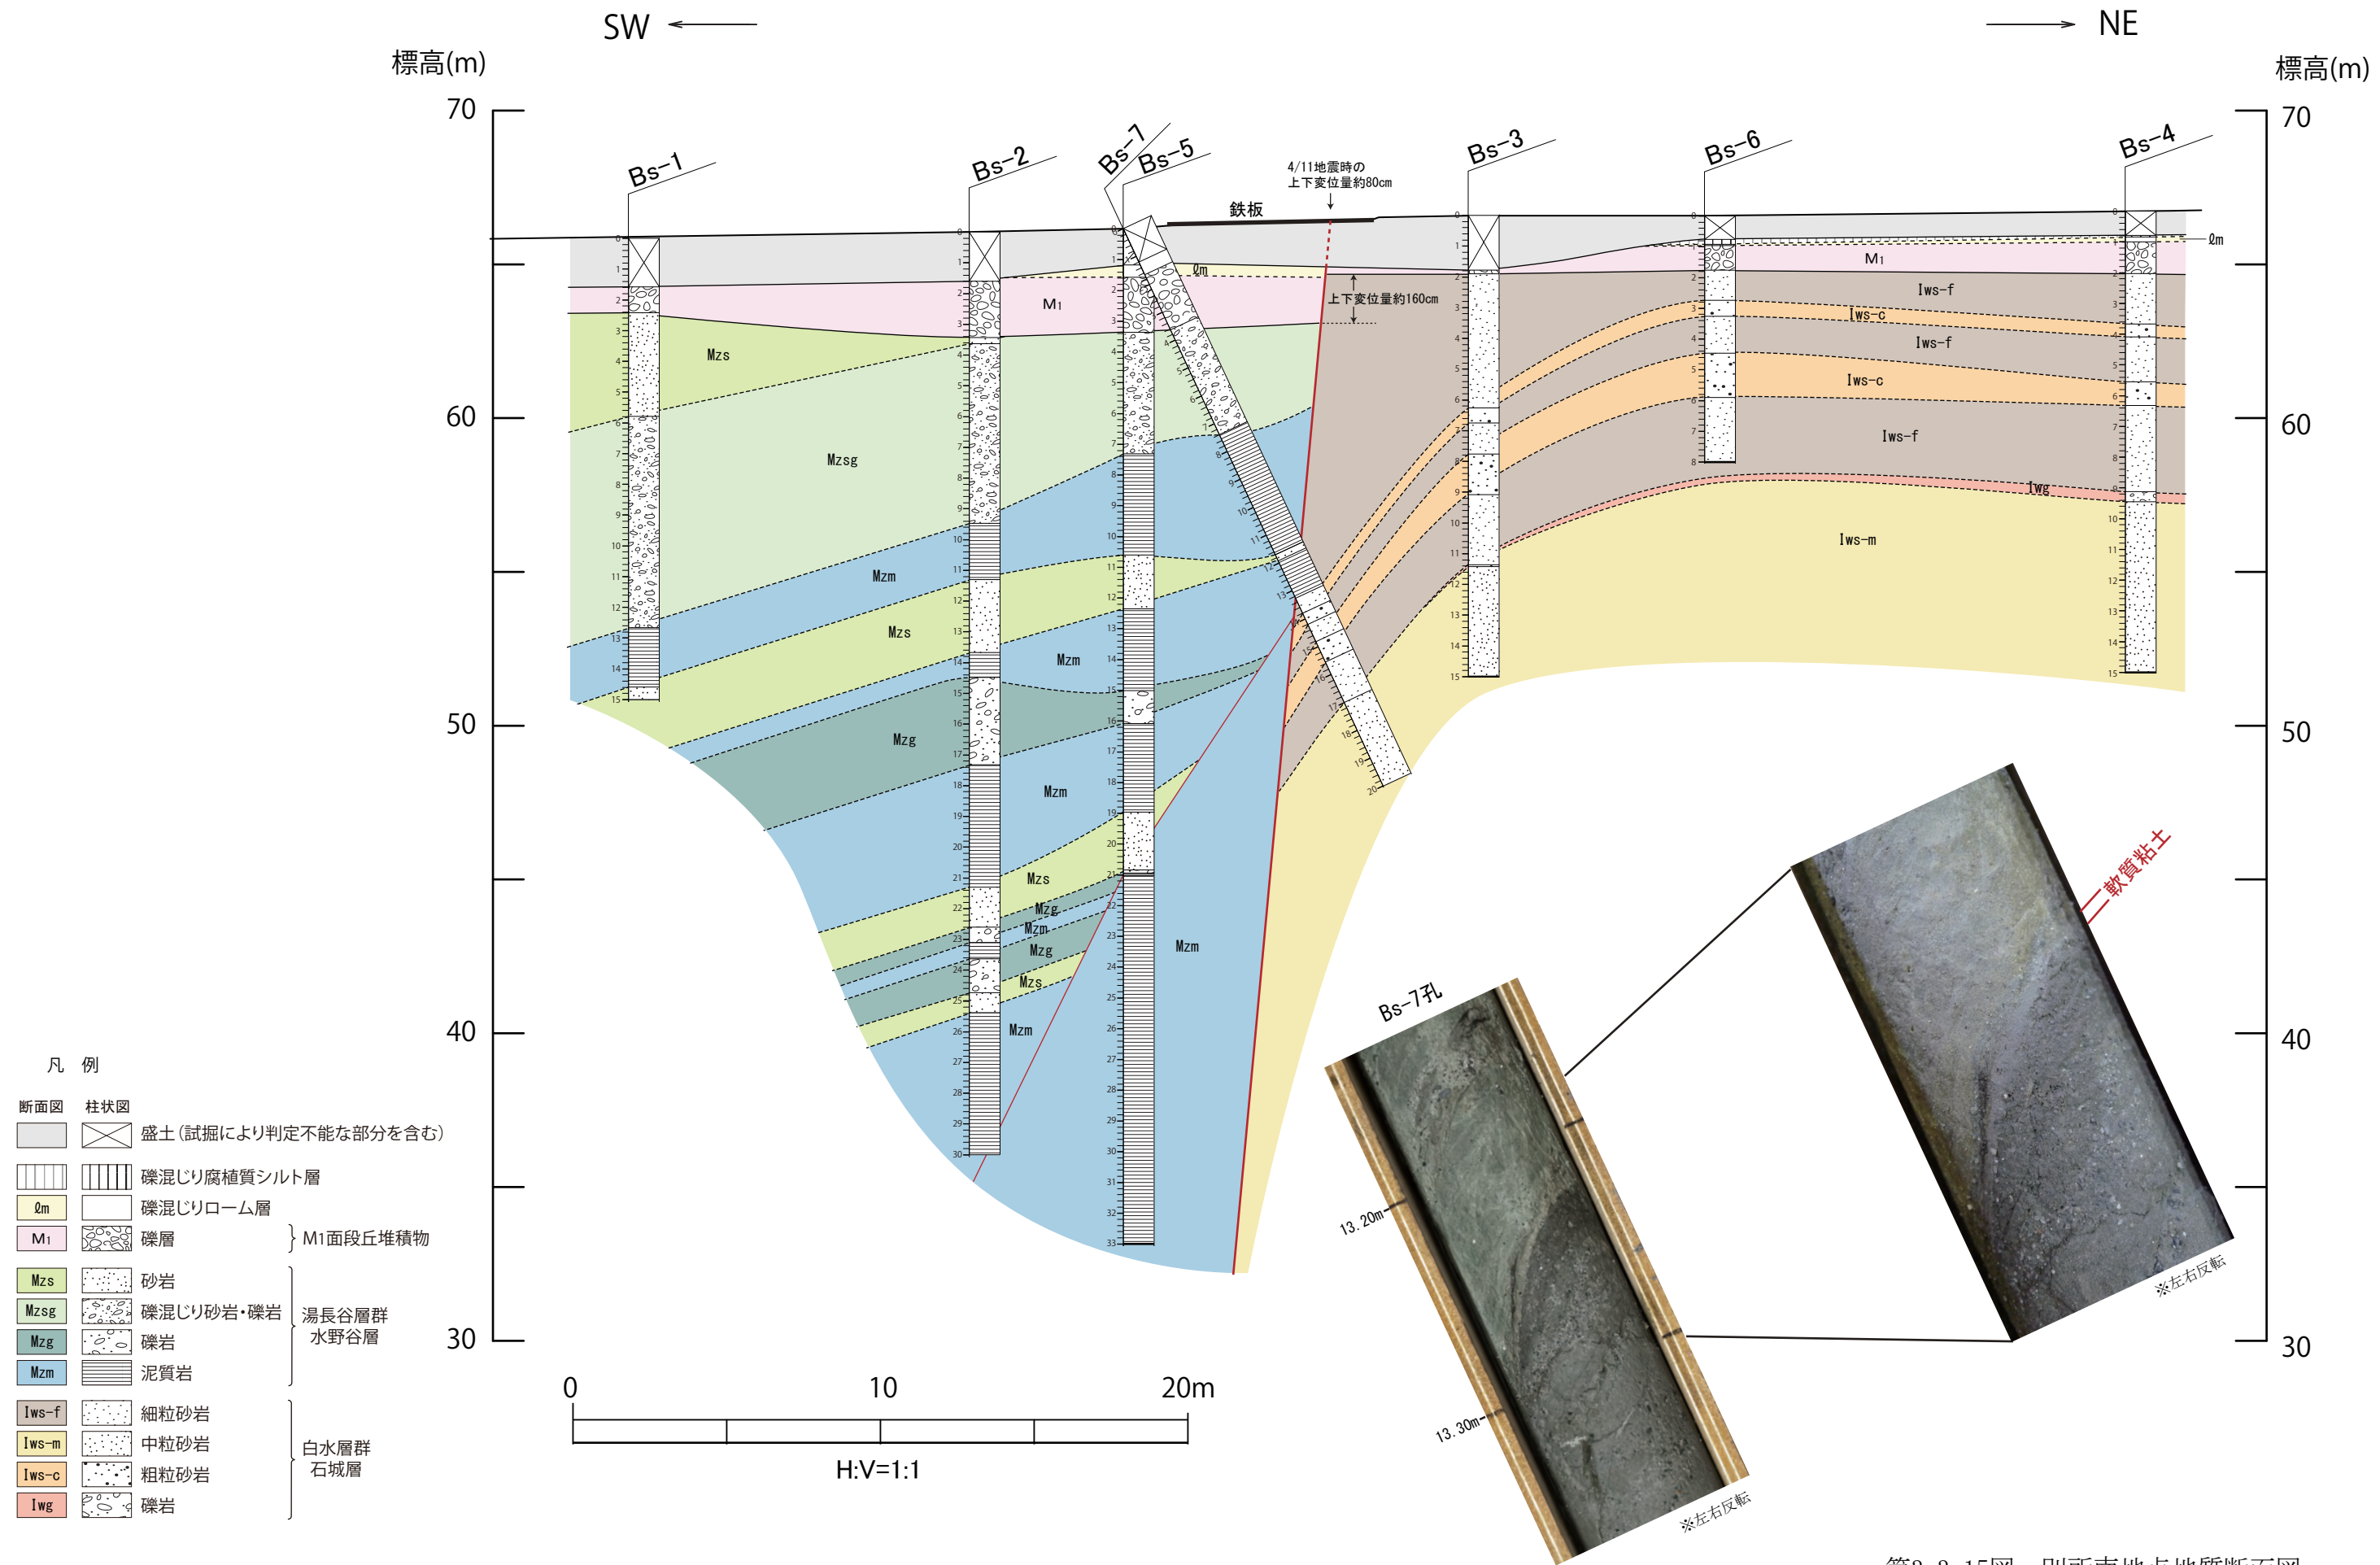 SW
NE
標高(m)
標高(m)
70
60
50
40
30
70
60
50
40
30
Bs-1
Bs-2
Bs-7
Bs-5
Bs-3
Bs-6
Bs-4
4/11地震時の
上下変位量約80cm
鉄板
上下変位量約160cm
ℓm
ℓm
M1
M1
Mzs
Mzsg
Mzm
Mzs
Mzm
Mzg
Mzm
Mzs
Mzg
Mzm
Mzg
Mzs
Mzm
Mzm
Iws-f
Iws-c
Iws-f
Iws-c
Iws-f
Iwg
Iws-m
軟質粘土
※左右反転
Bs-7孔
13.20m
13.30m
※左右反転
0 10 20m
H:V=1:1
凡 例
断面図 柱状図
盛土(試掘により判定不能な部分を含む)
礫混じり腐植質シルト層
ℓm 礫混じりローム層
M1 礫層 M1面段丘堆積物
Mzs 砂岩
Mzsg 礫混じり砂岩・礫岩
Mzg 礫岩
Mzm 泥質岩
湯長谷層群
水野谷層
Iws-f 細粒砂岩
Iws-m 中粒砂岩
Iws-c 粗粒砂岩
Iwg 礫岩
白水層群
石城層